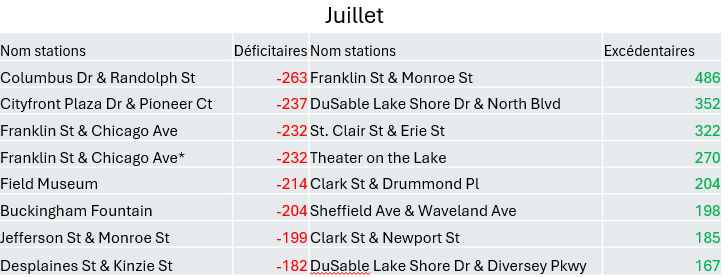 Juillet
Nom stations Déficitaires Nom stations Excédentaires
Columbus Dr & Randolph St -263 Franklin St & Monroe St 486
Cityfront Plaza Dr & Pioneer Ct -237 DuSable Lake Shore Dr & North Blvd 352
Franklin St & Chicago Ave -232 St. Clair St & Erie St 322
Franklin St & Chicago Ave* -232 Theater on the Lake 270
Field Museum -214 Clark St & Drummond Pl 204
Buckingham Fountain -204 Sheffield Ave & Waveland Ave 198
Jefferson St & Monroe St -199 Clark St & Newport St 185
Desplaines St & Kinzie St -182 DuSable Lake Shore Dr & Diversey Pkwy 167